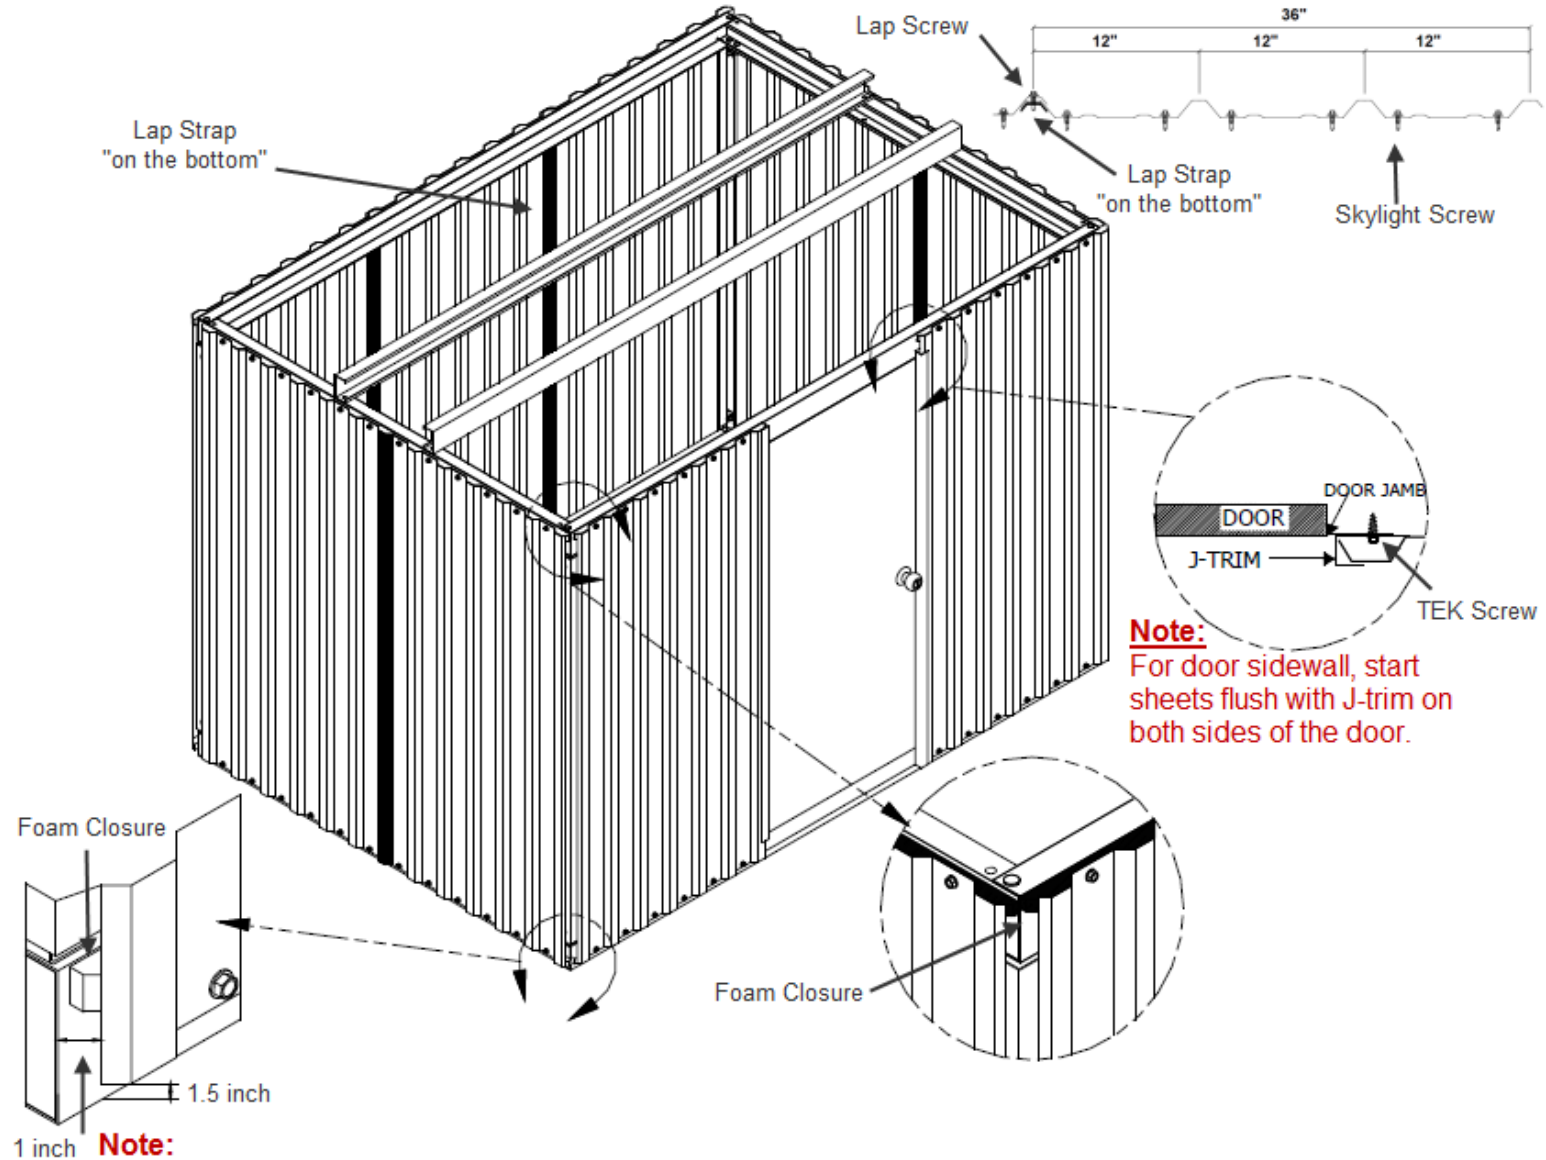 36"
Lap Screw
12" 12" 12"
Lap Strap
"on the bottom"
Lap Strap
"on the bottom"
Skylight Screw
DOOR JAMB
DOOR
J-TRIM
TEK Screw
Note:
For door sidewall, start
sheets flush with J-trim on
both sides of the door.
Foam Closure
Foam Closure
1.5 inch
1 inch Note: